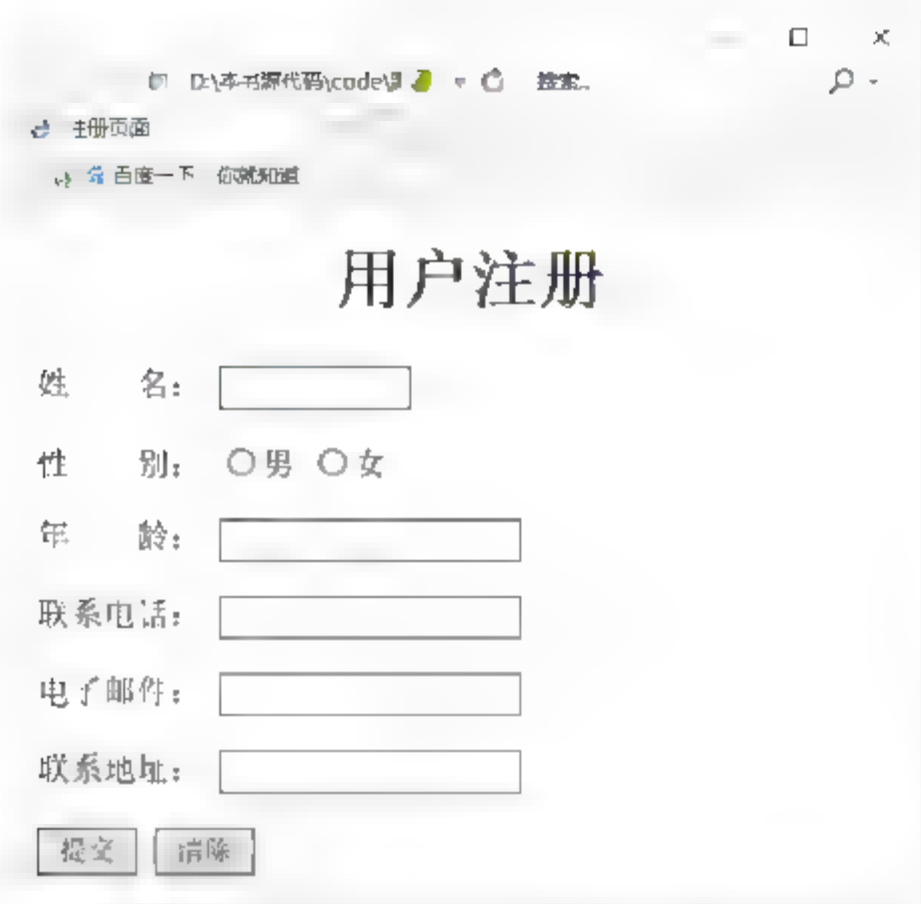 D:\本书源代码\code\ 搜索...
注册页面
百度一下 你就知道
用户注册
姓 名：
性 别： 男 女
年 龄：
联系电话：
电子邮件：
联系地址：
提交 清除